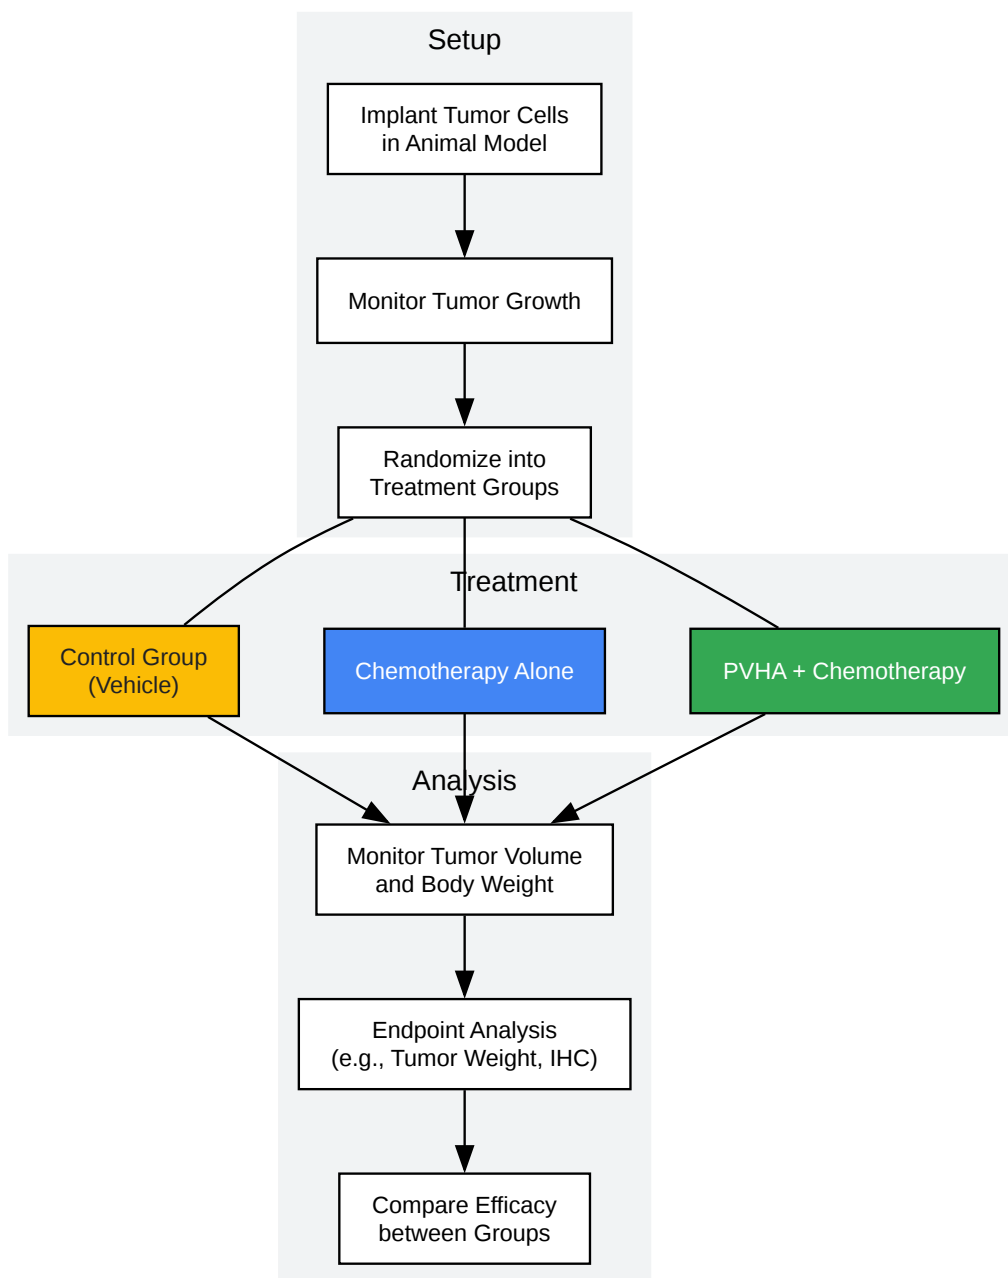 Setup
Implant Tumor Cells
in Animal Model
Monitor Tumor Growth
Randomize into
Treatment Groups
Treatment
Control Group
(Vehicle)
Chemotherapy Alone
PVHA + Chemotherapy
Analysis
Monitor Tumor Volume
and Body Weight
Endpoint Analysis
(e.g., Tumor Weight, IHC)
Compare Efficacy
between Groups